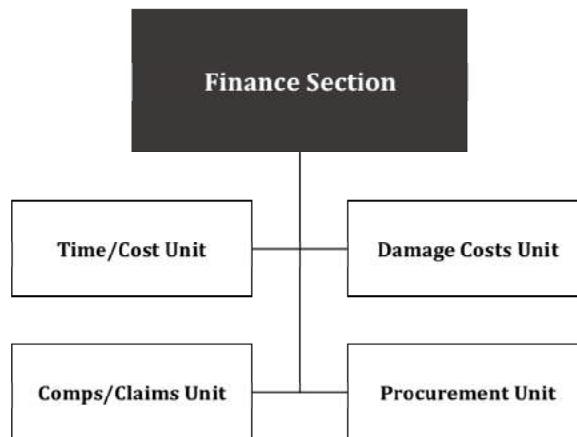 Finance Section
Time/Cost Unit
Damage Costs Unit
Comps/Claims Unit
Procurement Unit